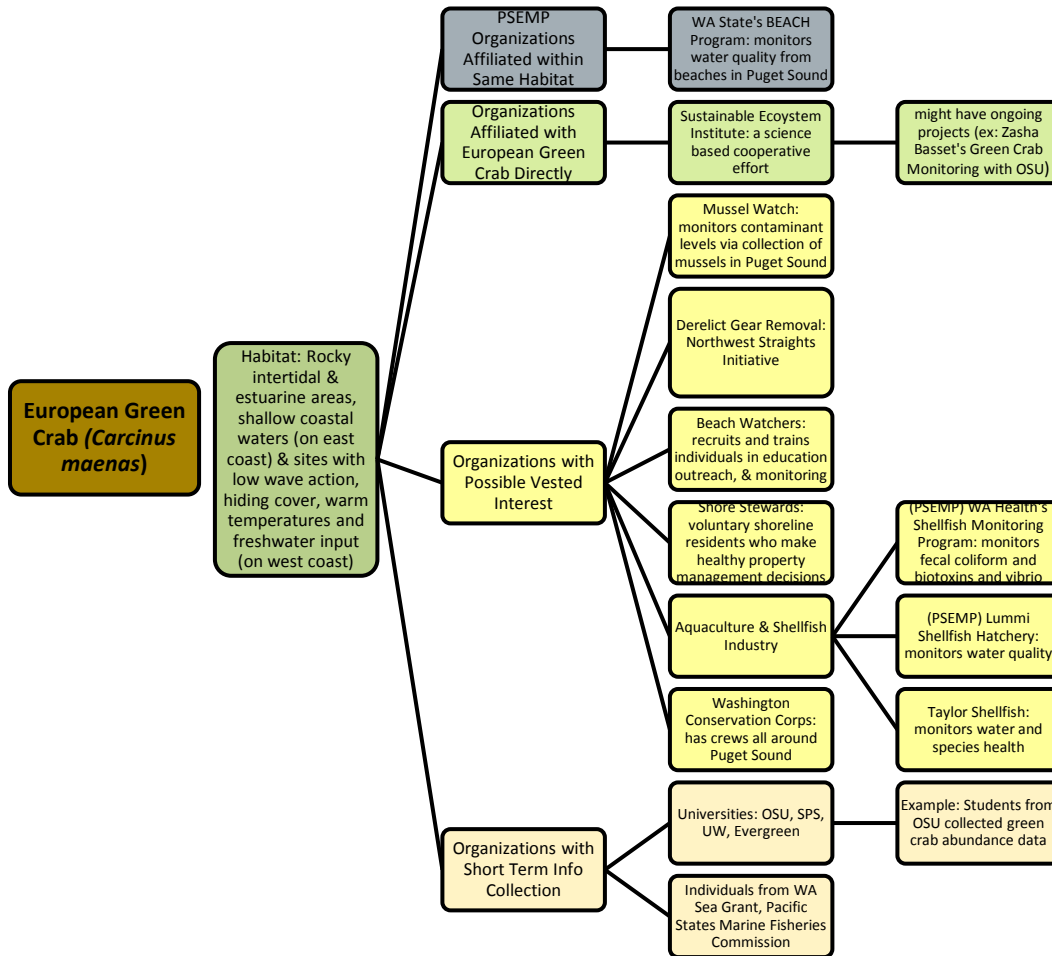 European Green
Crab (Carcinus
maenas)
Habitat: Rocky
intertidal &
estuarine areas,
shallow coastal
waters (on east
coast) & sites with
low wave action,
hiding cover, warm
temperatures and
freshwater input
(on west coast)
PSEMP
Organizations
Affiliated within
Same Habitat
WA State's BEACH
Program: monitors
water quality from
beaches in Puget Sound
Organizations
Affiliated with
European Green
Crab Directly
Sustainable Ecoystem
Institute: a science
based cooperative
effort
might have ongoing
projects (ex: Zasha
Basset's Green Crab
Monitoring with OSU)
Organizations with
Possible Vested
Interest
Mussel Watch:
monitors contaminant
levels via collection of
mussels in Puget Sound
Derelict Gear Removal:
Northwest Straights
Initiative
Beach Watchers:
recruits and trains
individuals in education
outreach, & monitoring
Shore Stewards:
voluntary shoreline
residents who make
healthy property
management decisions
Aquaculture & Shellfish
Industry
(PSEMP) WA Health's
Shellfish Monitoring
Program: monitors
fecal coliform and
biotoxins and vibrio
(PSEMP) Lummi
Shellfish Hatchery:
monitors water quality
Taylor Shellfish:
monitors water and
species health
Washington
Conservation Corps:
has crews all around
Puget Sound
Organizations with
Short Term Info
Collection
Universities: OSU, SPS,
UW, Evergreen
Example: Students from
OSU collected green
crab abundance data
Individuals from WA
Sea Grant, Pacific
States Marine Fisheries
Commission